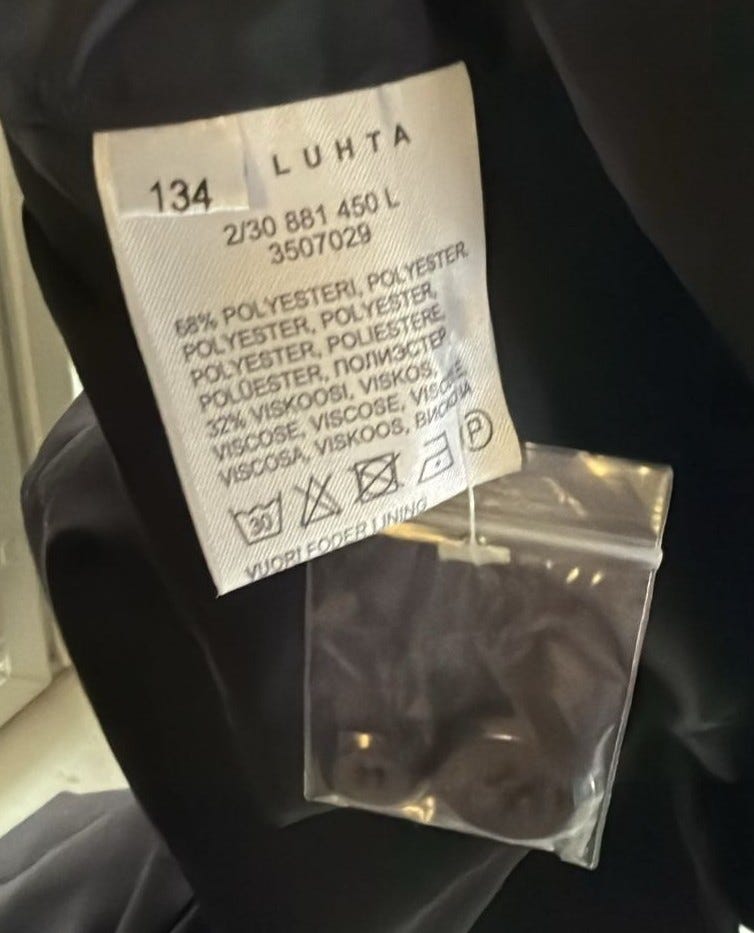 LUHTA
134
2/30 881 450 L
3507029
68% POLYESTERI, POLYESTER,
POLYESTER, POLYESTER,
POLYESTER, POLIESTERE,
POLÜESTER, ПОЛИЭСТЕР
32% VISKOOSI, VISKOS,
VISCOSE, VISCOSE, VISCOSE,
VISCOSA, VISKOOS, ВИСКОЗА
30 P
VUORI FODER LINING